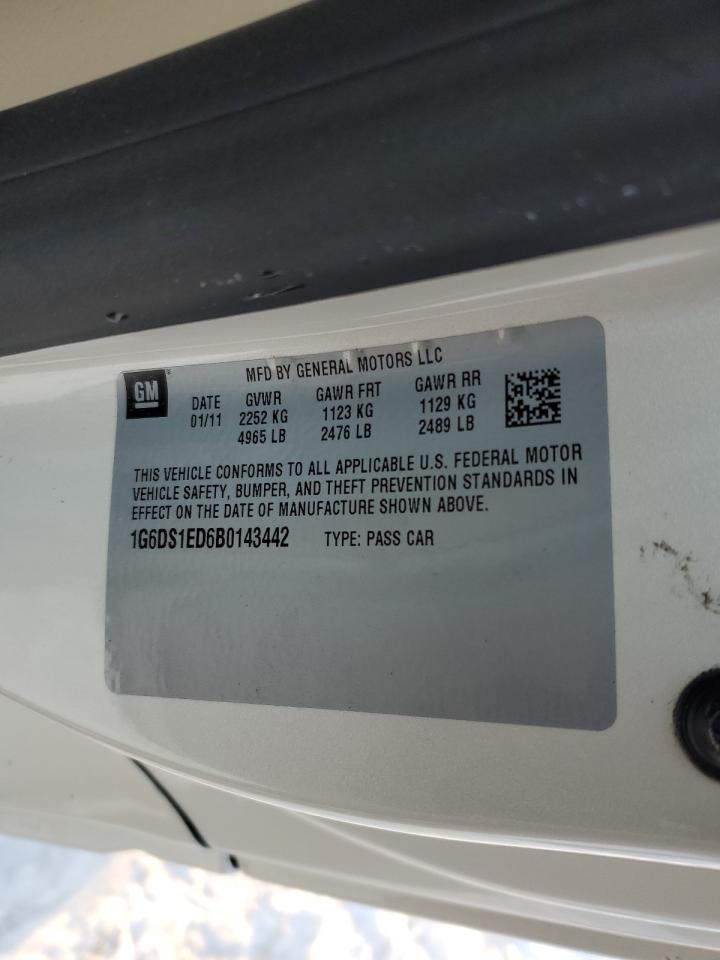 MFD BY GENERAL MOTORS LLC
GM®
DATE GVWR GAWR FRT GAWR RR
01/11 2252 KG 1123 KG 1129 KG
4965 LB 2476 LB 2489 LB
THIS VEHICLE CONFORMS TO ALL APPLICABLE U.S. FEDERAL MOTOR
VEHICLE SAFETY, BUMPER, AND THEFT PREVENTION STANDARDS IN
EFFECT ON THE DATE OF MANUFACTURE SHOWN ABOVE.
1G6DS1ED6B0143442 TYPE: PASS CAR